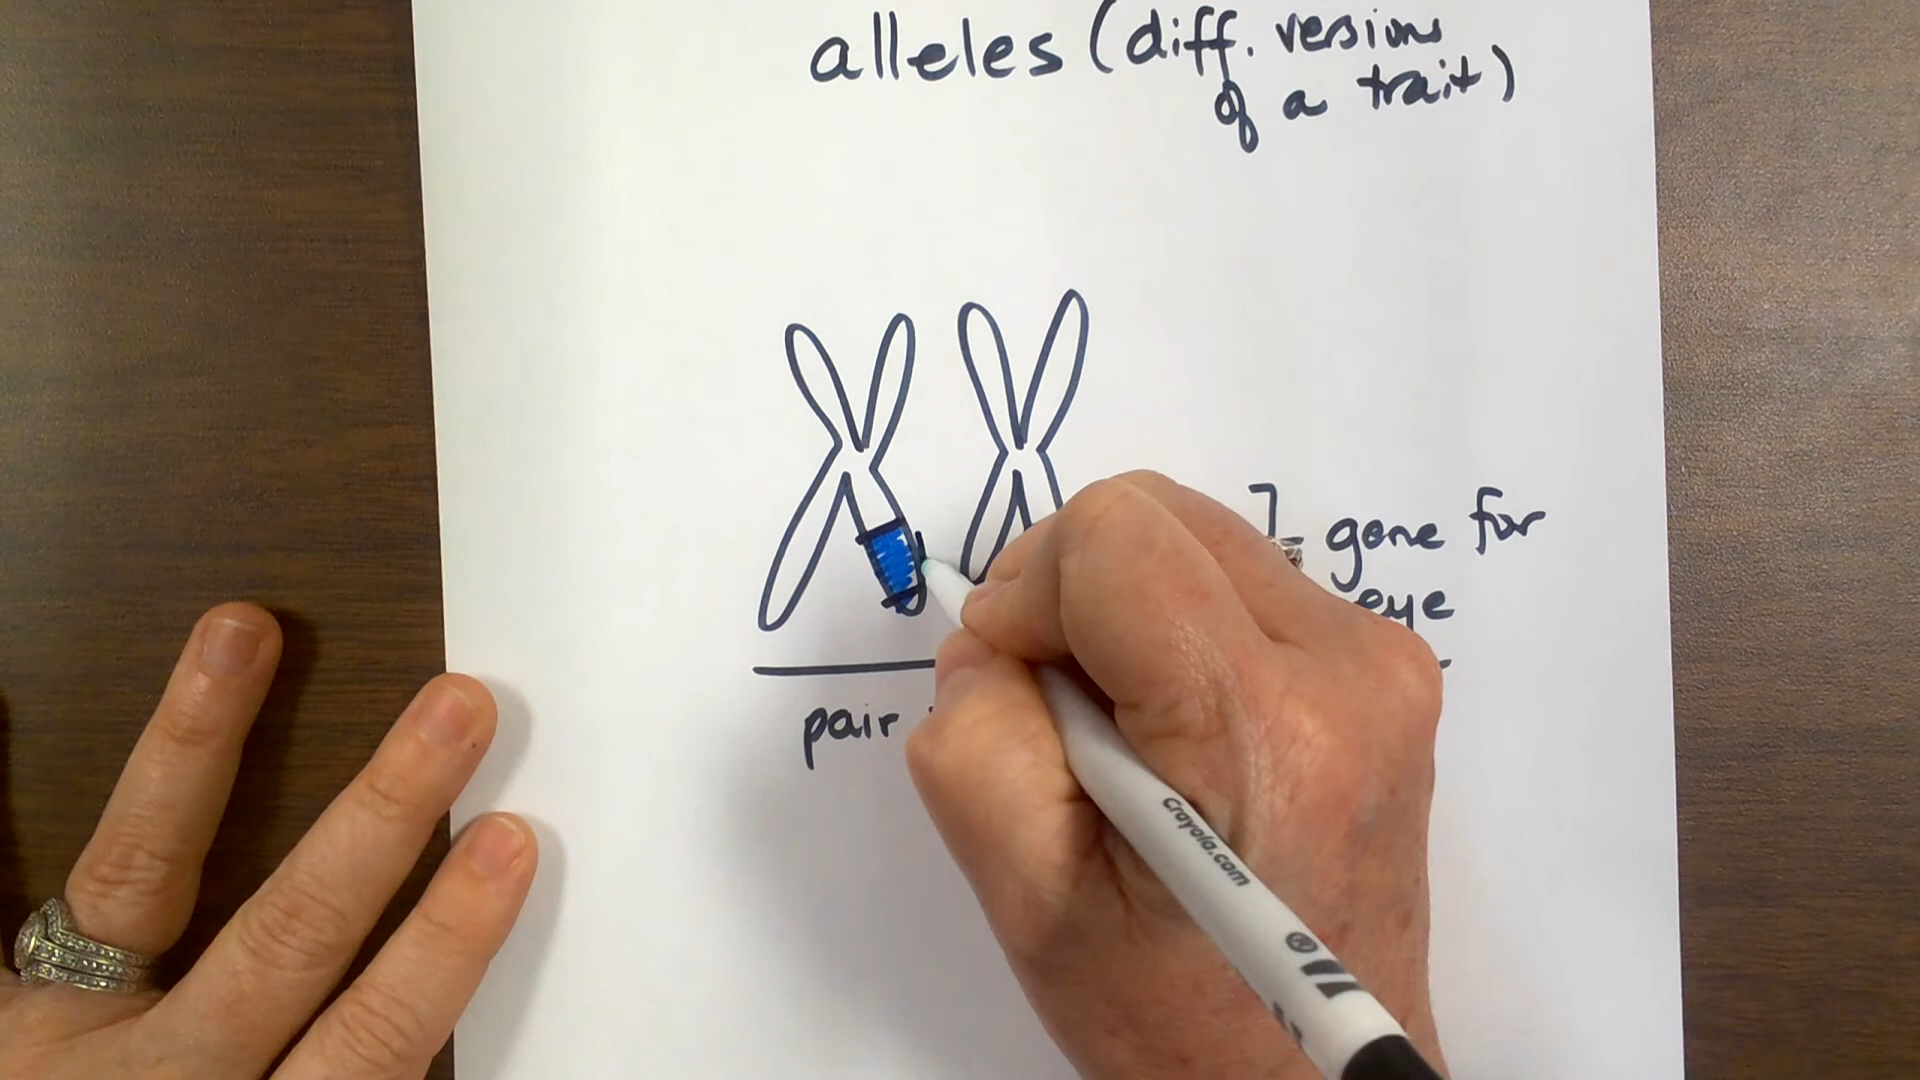 alleles (diff. versions
of a trait)
gene for
eye
pair
Crayola.com
®